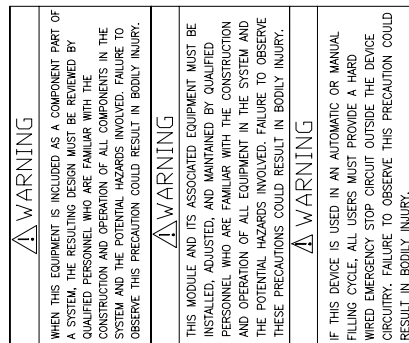 ⚠ WARNING
WHEN THIS EQUIPMENT IS INCLUDED AS A COMPONENT PART OF
A SYSTEM, THE RESULTING DESIGN MUST BE REVIEWED BY
QUALIFIED PERSONNEL WHO ARE FAMILIAR WITH THE
CONSTRUCTION AND OPERATION OF ALL COMPONENTS IN THE
SYSTEM AND THE POTENTIAL HAZARDS INVOLVED. FAILURE TO
OBSERVE THIS PRECAUTION COULD RESULT IN BODILY INJURY.
⚠ WARNING
THIS MODULE AND ITS ASSOCIATED EQUIPMENT MUST BE
INSTALLED, ADJUSTED, AND MAINTAINED BY QUALIFIED
PERSONNEL WHO ARE FAMILIAR WITH THE CONSTRUCTION
AND OPERATION OF ALL EQUIPMENT IN THE SYSTEM AND
THE POTENTIAL HAZARDS INVOLVED. FAILURE TO OBSERVE
THESE PRECAUTIONS COULD RESULT IN BODILY INJURY.
⚠ WARNING
IF THIS DEVICE IS USED IN AN AUTOMATIC OR MANUAL
FILLING CYCLE, ALL USERS MUST PROVIDE A HARD
WIRED EMERGENCY STOP CIRCUIT OUTSIDE THE DEVICE
CIRCUITRY. FAILURE TO OBSERVE THIS PRECAUTION COULD
RESULT IN BODILY INJURY.